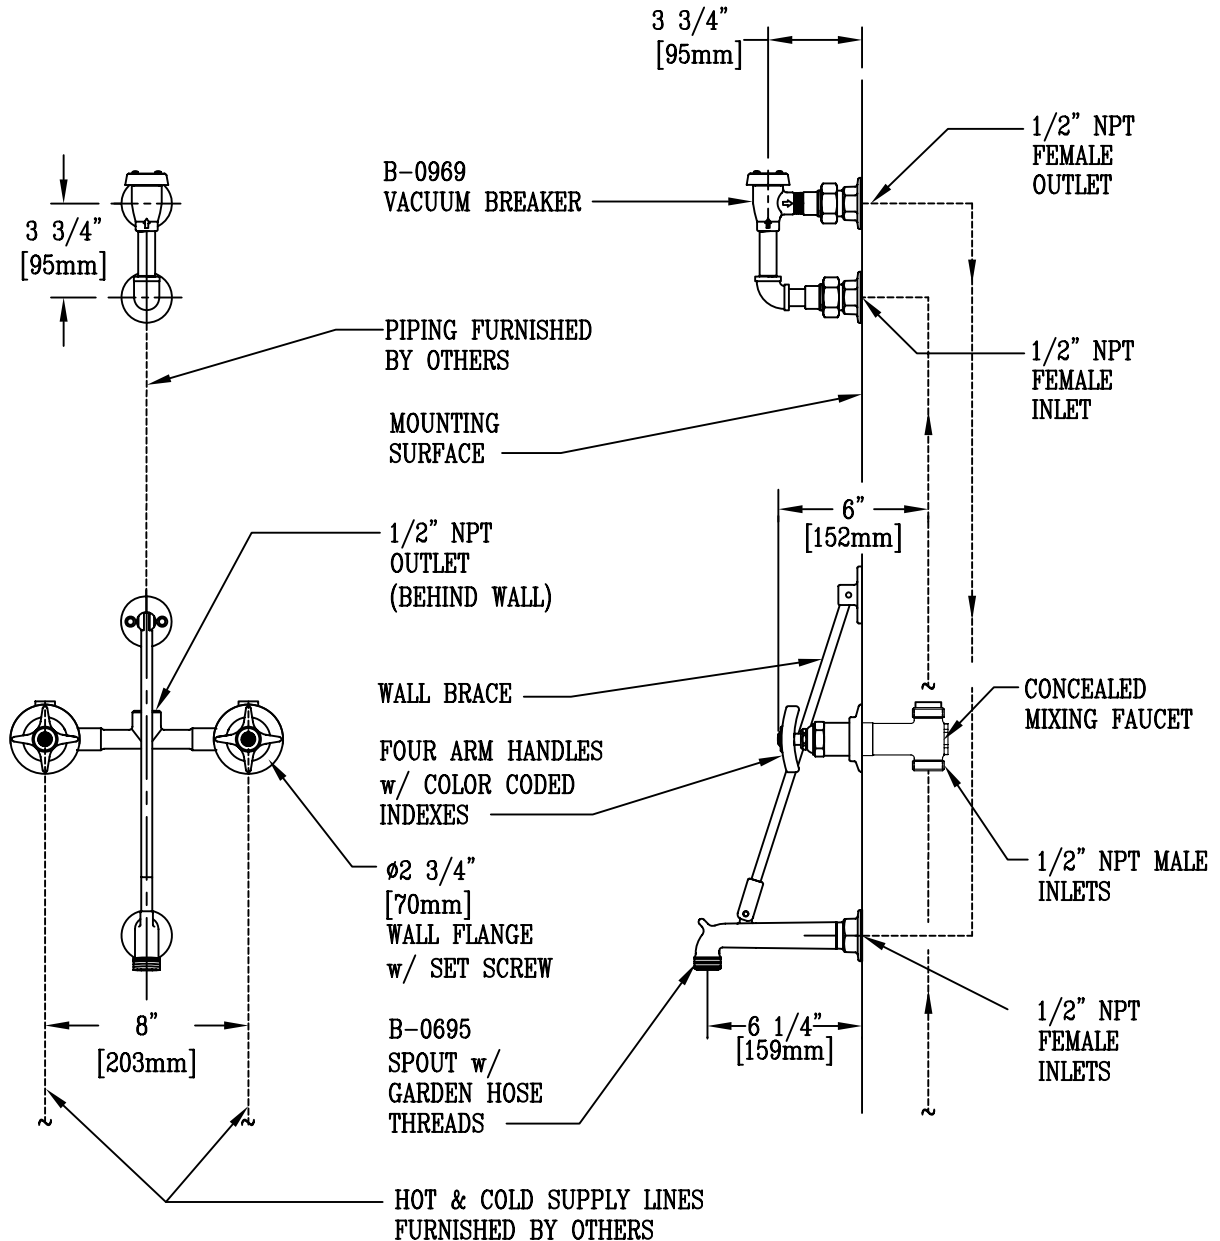 3 3/4"
[95mm]
1/2" NPT
FEMALE
OUTLET
B-0969
VACUUM BREAKER
3 3/4"
[95mm]
PIPING FURNISHED
BY OTHERS
1/2" NPT
FEMALE
INLET
MOUNTING
SURFACE
6"
[152mm]
1/2" NPT
OUTLET
(BEHIND WALL)
WALL BRACE
CONCEALED
MIXING FAUCET
FOUR ARM HANDLES
w/ COLOR CODED
INDEXES
ø2 3/4"
[70mm]
WALL FLANGE
w/ SET SCREW
1/2" NPT MALE
INLETS
8"
[203mm]
B-0695
SPOUT w/
GARDEN HOSE
THREADS
6 1/4"
[159mm]
1/2" NPT
FEMALE
INLETS
HOT & COLD SUPPLY LINES
FURNISHED BY OTHERS